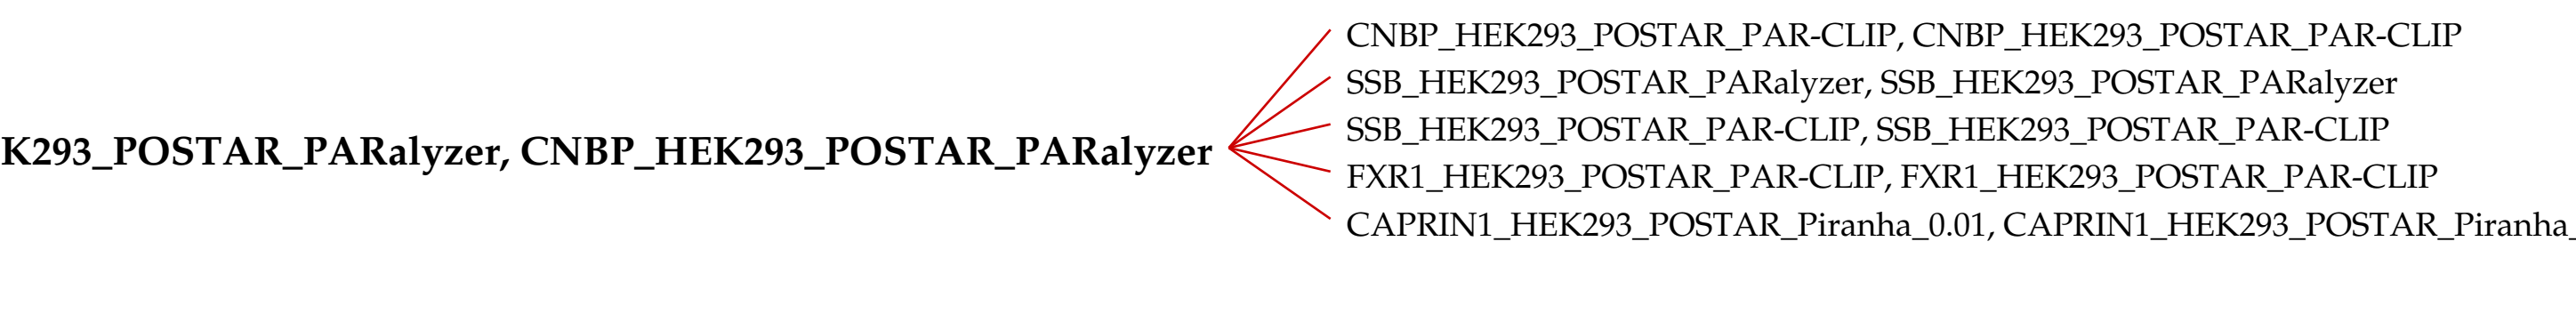 CNBP_HEK293_POSTAR_PAR-CLIP, CNBP_HEK293_POSTAR_PAR-CLIP
SSB_HEK293_POSTAR_PARalyzer, SSB_HEK293_POSTAR_PARalyzer
SSB_HEK293_POSTAR_PAR-CLIP, SSB_HEK293_POSTAR_PAR-CLIP
K293_POSTAR_PARalyzer, CNBP_HEK293_POSTAR_PARalyzer
FXR1_HEK293_POSTAR_PAR-CLIP, FXR1_HEK293_POSTAR_PAR-CLIP
CAPRIN1_HEK293_POSTAR_Piranha_0.01, CAPRIN1_HEK293_POSTAR_Piranha_